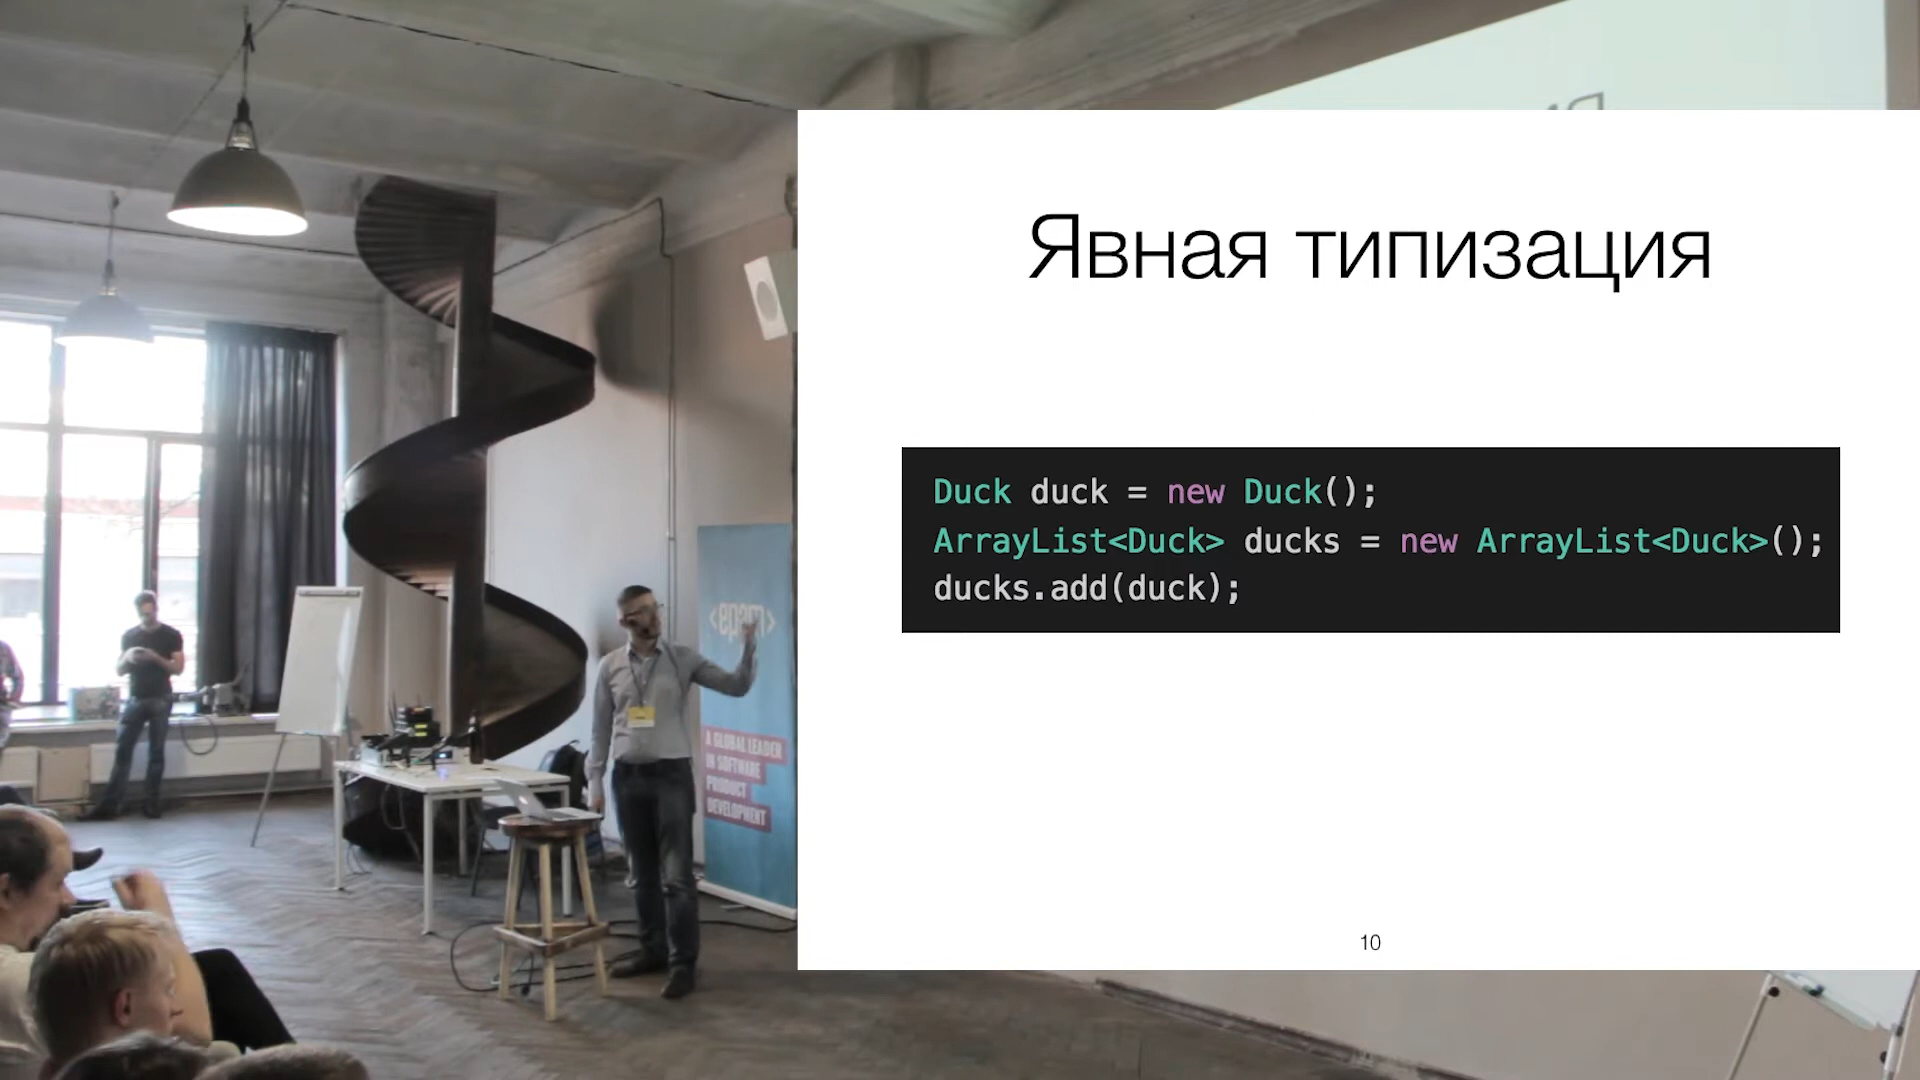 Явная типизация
Duck duck = new Duck();
ArrayList<Duck> ducks = new ArrayList<Duck>();
ducks.add(duck);
10
<epam>
A GLOBAL LEADER
IN SOFTWARE
PRODUCT
DEVELOPMENT